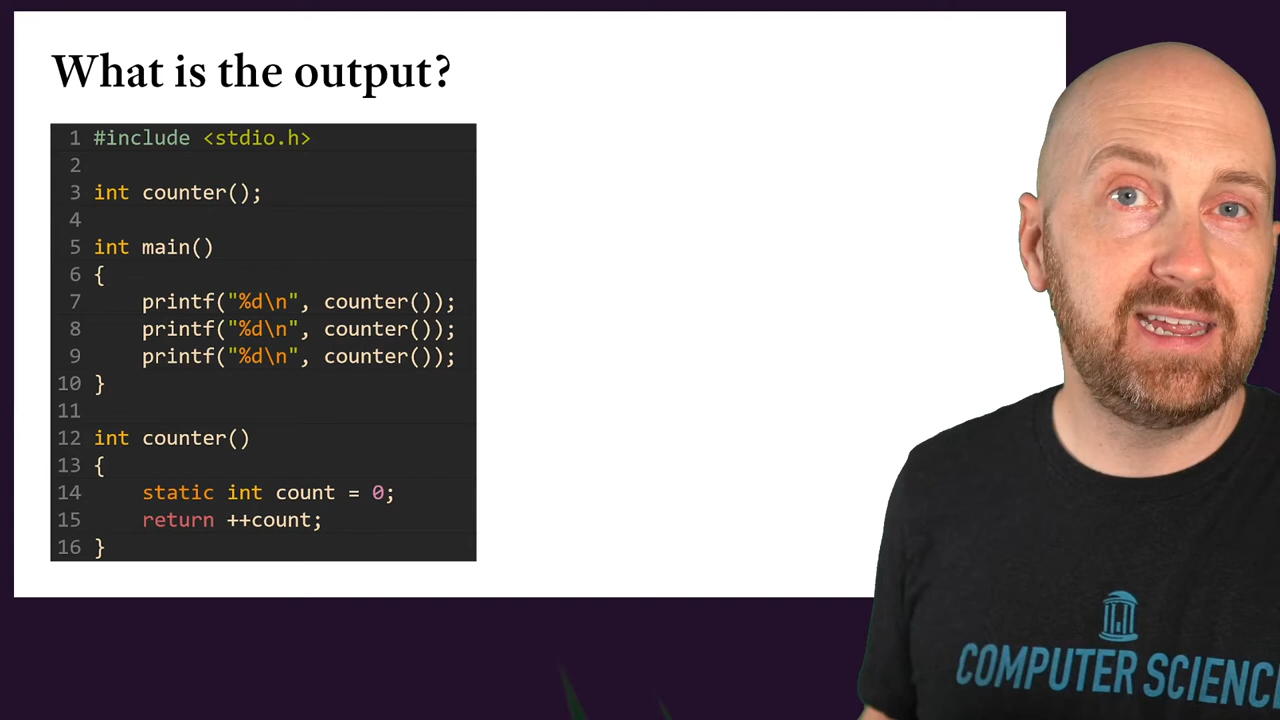 What is the output?
1 #include <stdio.h>
2
3 int counter();
4
5 int main()
6 {
7     printf("%d\n", counter());
8     printf("%d\n", counter());
9     printf("%d\n", counter());
10 }
11
12 int counter()
13 {
14     static int count = 0;
15     return ++count;
16 }
COMPUTER SCIENC